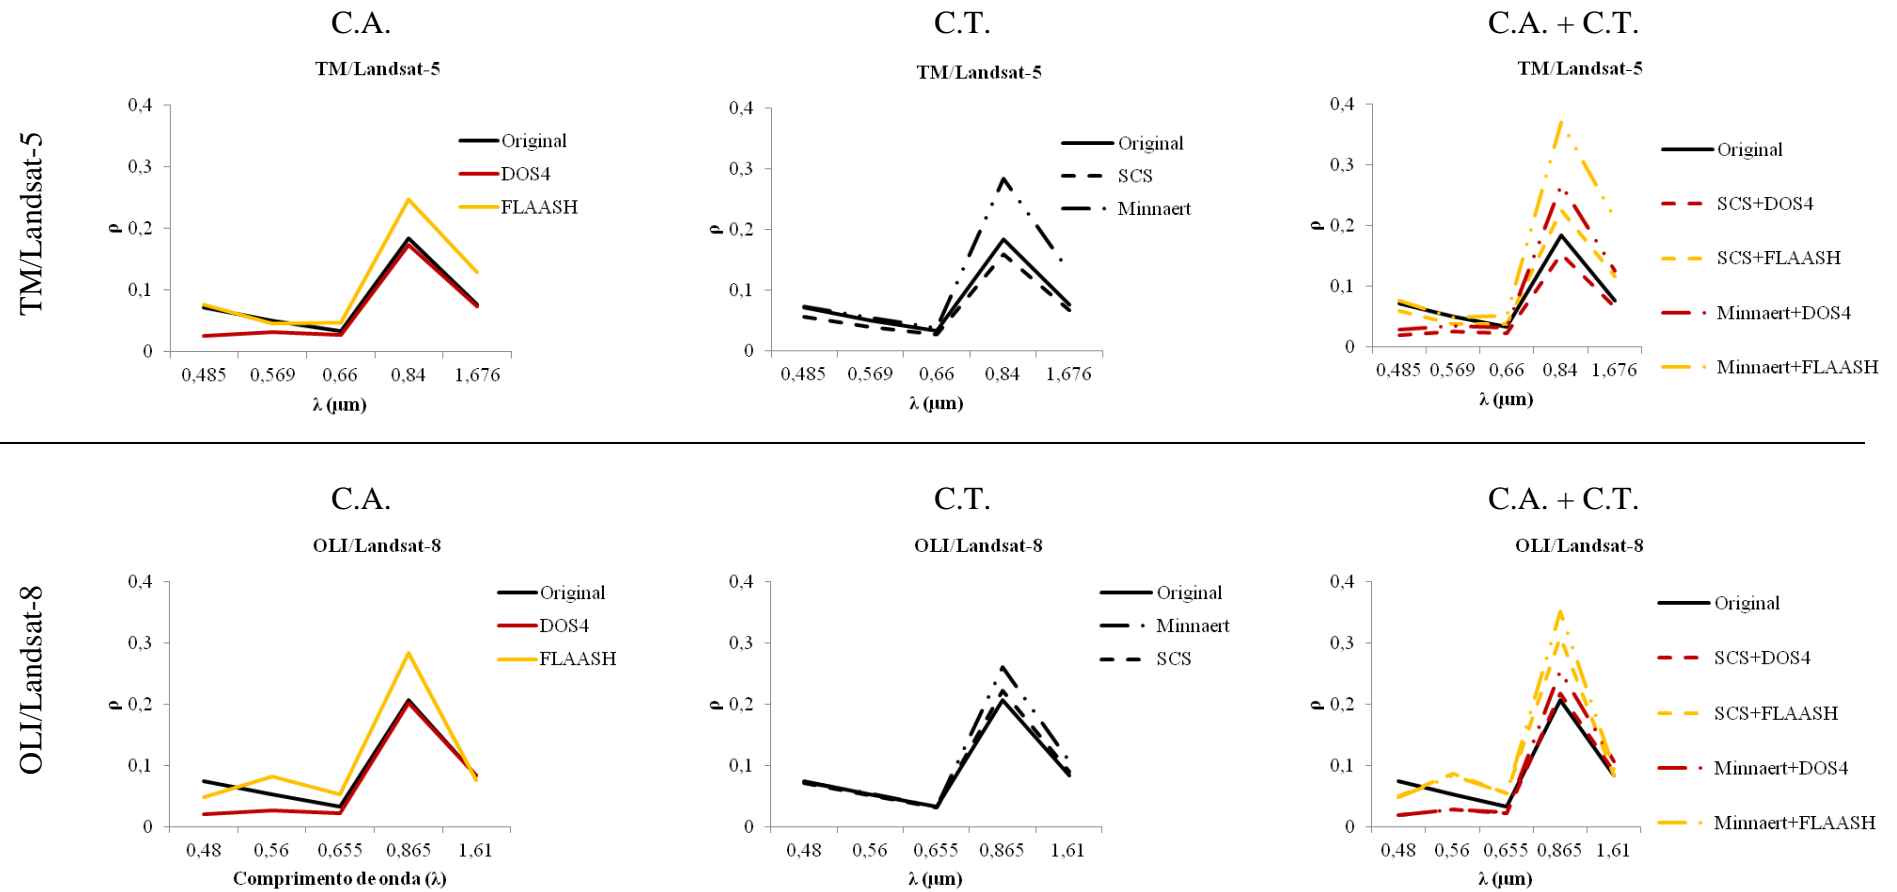 C.A.
C.T.
C.A. + C.T.
TM/Landsat-5
TM/Landsat-5
0,4
0,3
0,2
0,1
0
ρ
0,485
0,569
0,66
0,84
1,676
λ (μm)
Original
DOS4
FLAASH
TM/Landsat-5
0,4
0,3
0,2
0,1
0
ρ
0,485
0,569
0,66
0,84
1,676
λ (μm)
Original
SCS
Minnaert
TM/Landsat-5
0,4
0,3
0,2
0,1
0
ρ
0,485
0,569
0,66
0,84
1,676
λ (μm)
Original
SCS+DOS4
SCS+FLAASH
Minnaert+DOS4
Minnaert+FLAASH
C.A.
C.T.
C.A. + C.T.
OLI/Landsat-8
OLI/Landsat-8
0,4
0,3
0,2
0,1
0
ρ
0,48
0,56
0,655
0,865
1,61
Comprimento de onda (λ)
Original
DOS4
FLAASH
OLI/Landsat-8
0,4
0,3
0,2
0,1
0
ρ
0,48
0,56
0,655
0,865
1,61
λ (μm)
Original
Minnaert
SCS
OLI/Landsat-8
0,4
0,3
0,2
0,1
0
ρ
0,48
0,56
0,655
0,865
1,61
λ (μm)
Original
SCS+DOS4
SCS+FLAASH
Minnaert+DOS4
Minnaert+FLAASH